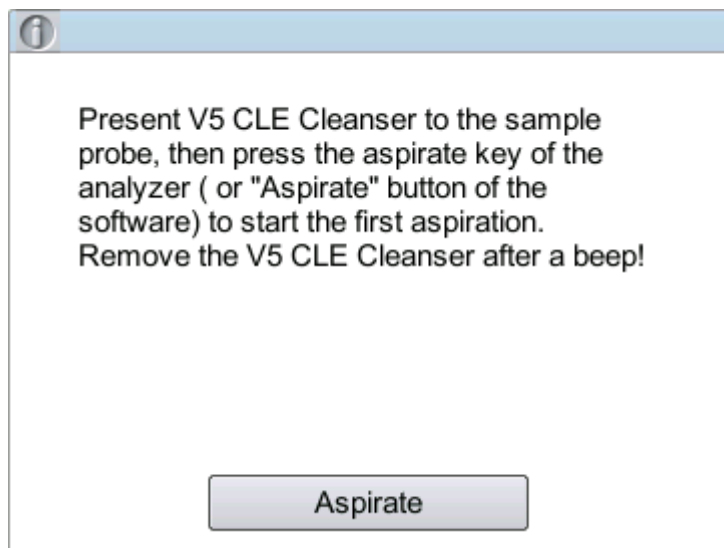 Present V5 CLE Cleanser to the sample
probe, then press the aspirate key of the
analyzer ( or "Aspirate" button of the
software) to start the first aspiration.
Remove the V5 CLE Cleanser after a beep!
Aspirate